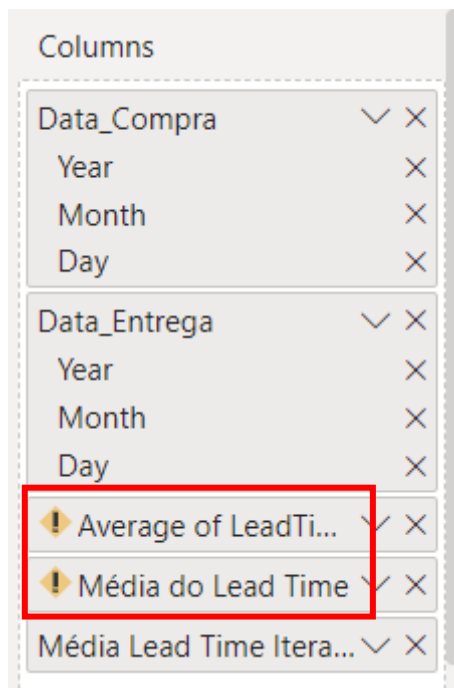 Columns
Data_Compra
Year
Month
Day
Data_Entrega
Year
Month
Day
Average of LeadTi...
Média do Lead Time
Média Lead Time Itera...